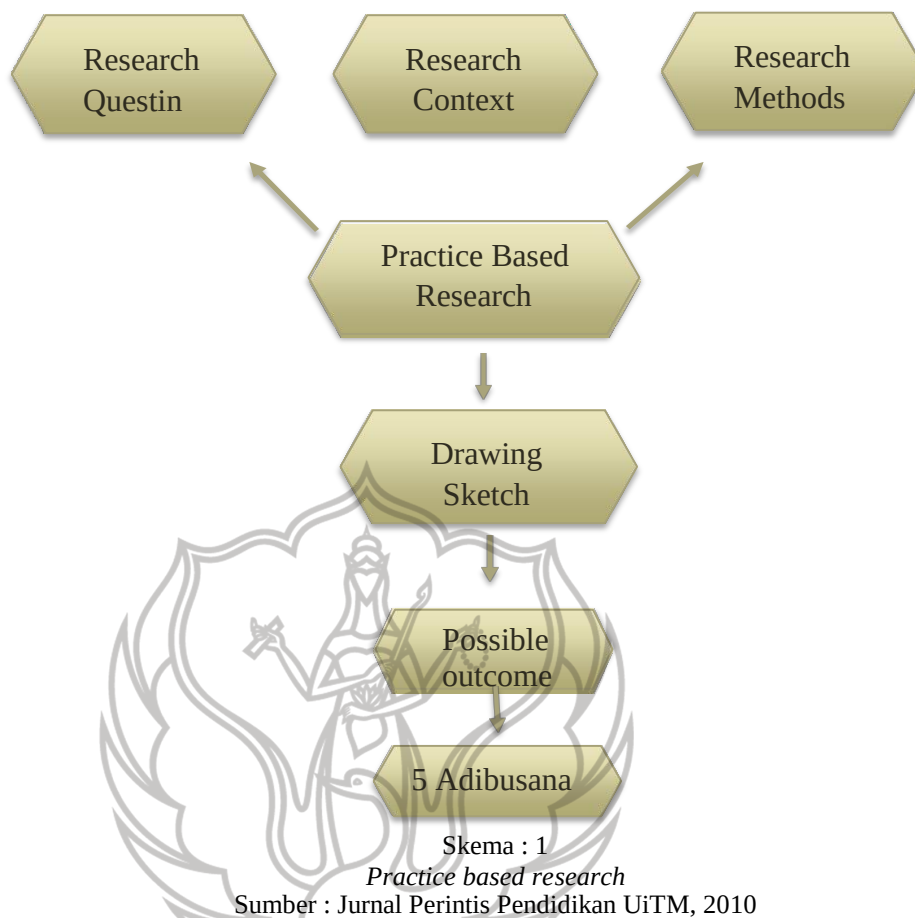 Research
Questin
Research
Context
Research
Methods
Practice Based
Research
Drawing
Sketch
Possible
outcome
5 Adibusana
Skema : 1
Practice based research
Sumber : Jurnal Perintis Pendidikan UiTM, 2010